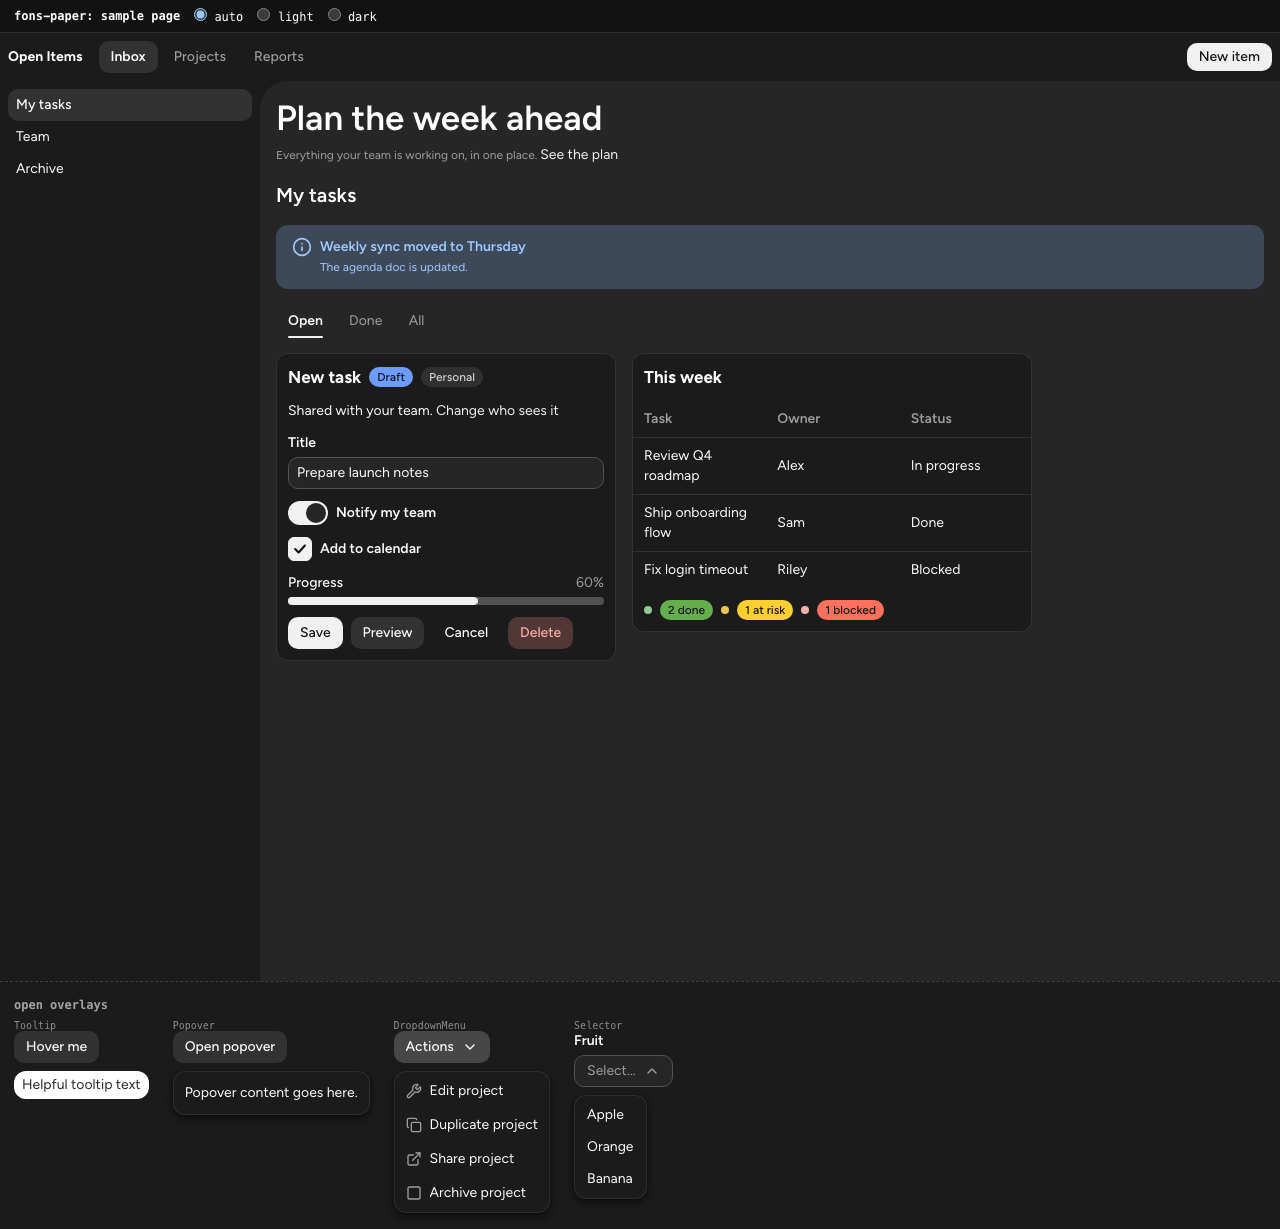 fons-paper: sample page auto light dark
Open Items Inbox Projects Reports New item
My tasks
Team
Archive
Plan the week ahead
Everything your team is working on, in one place. See the plan
My tasks
Weekly sync moved to Thursday
The agenda doc is updated.
Open Done All
New task Draft Personal
Shared with your team. Change who sees it
Title
Prepare launch notes
Notify my team
Add to calendar
Progress 60%
Save Preview Cancel Delete
This week
Task Owner Status
Review Q4
roadmap
Alex
In progress
Ship onboarding
flow
Sam
Done
Fix login timeout Riley Blocked
2 done 1 at risk 1 blocked
open overlays
Tooltip
Hover me
Helpful tooltip text
Popover
Open popover
Popover content goes here.
DropdownMenu
Actions
Edit project
Duplicate project
Share project
Archive project
Selector
Fruit
Select...
Apple
Orange
Banana